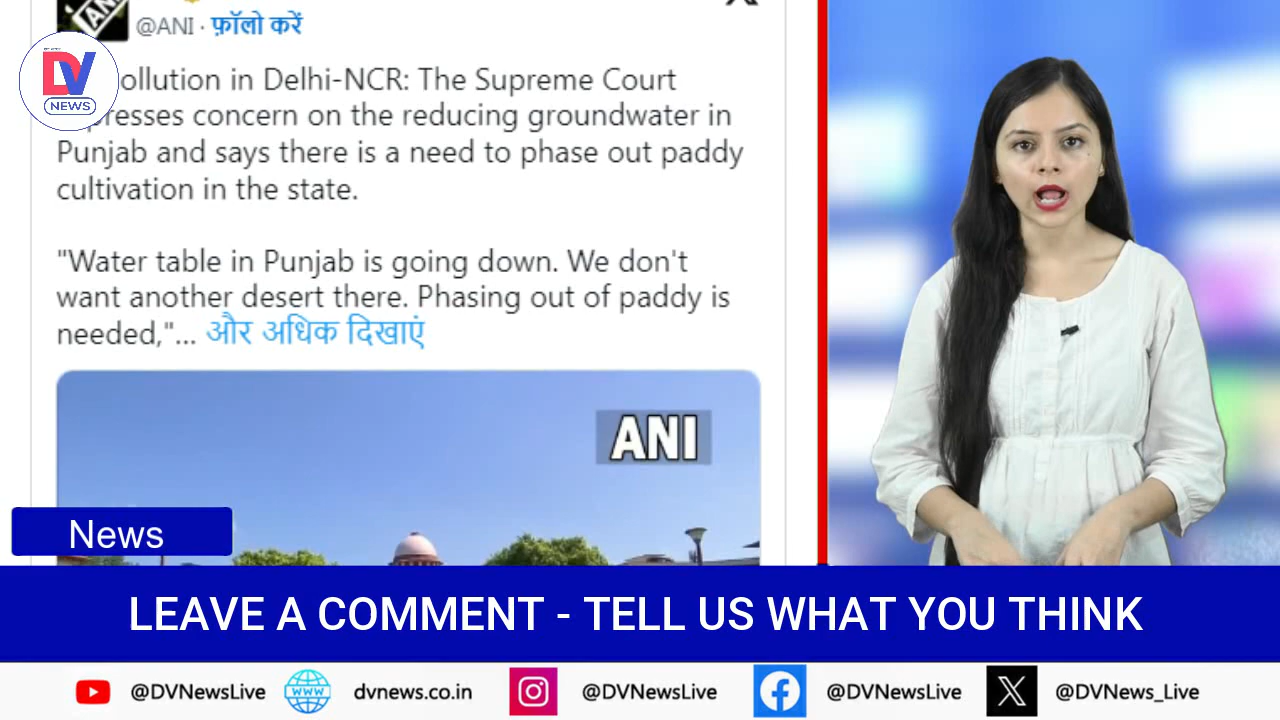 ANI
@ANI · फ़ॉलो करें
DV
NEWS
ollution in Delhi-NCR: The Supreme Court
presses concern on the reducing groundwater in
Punjab and says there is a need to phase out paddy
cultivation in the state.
"Water table in Punjab is going down. We don't
want another desert there. Phasing out of paddy is
needed,"... और अधिक दिखाएं
ANI
News
LEAVE A COMMENT - TELL US WHAT YOU THINK
@DVNewsLive
www
dvnews.co.in
@DVNewsLive
@DVNewsLive
@DVNews_Live